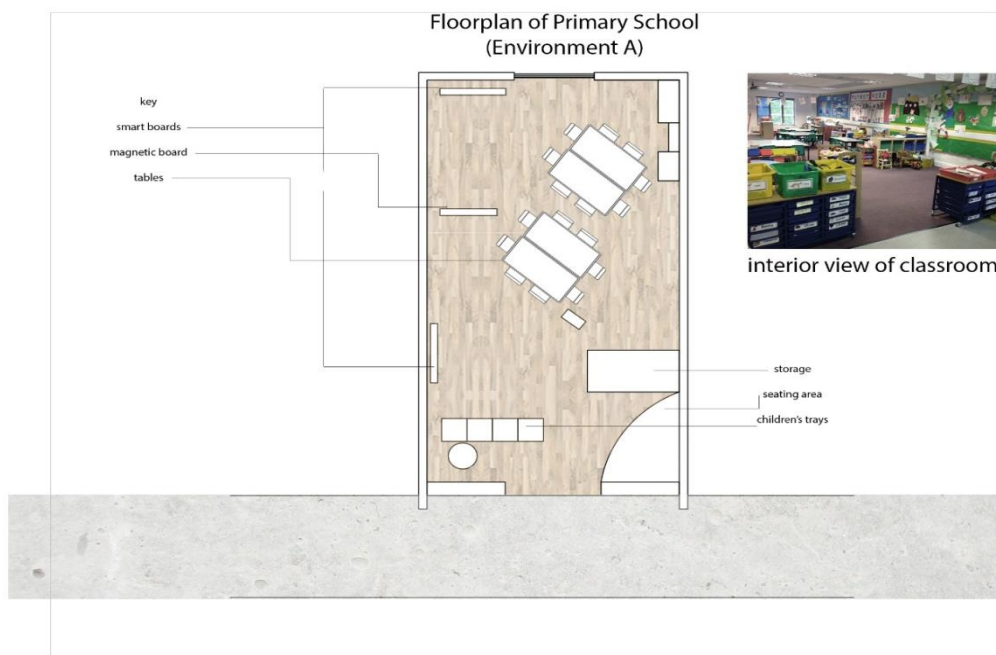 Floorplan of Primary School
(Environment A)
key
smart boards
magnetic board
tables
interior view of classroom
storage
seating area
children's trays